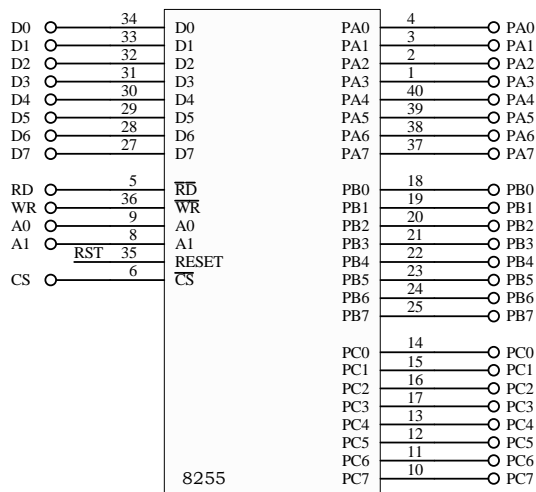 D0 34 D0 PA0 4 PA0
D1 33 D1 PA1 3 PA1
D2 32 D2 PA2 2 PA2
D3 31 D3 PA3 1 PA3
D4 30 D4 PA4 40 PA4
D5 29 D5 PA5 39 PA5
D6 28 D6 PA6 38 PA6
D7 27 D7 PA7 37 PA7
RD 5 RD PB0 18 PB0
WR 36 WR PB1 19 PB1
A0 9 A0 PB2 20 PB2
A1 8 A1 PB3 21 PB3
RST 35 RESET PB4 22 PB4
CS 6 CS PB5 23 PB5
PB6 24 PB6
PB7 25 PB7
PC0 14 PC0
PC1 15 PC1
PC2 16 PC2
PC3 17 PC3
PC4 13 PC4
PC5 12 PC5
PC6 11 PC6
8255 PC7 10 PC7